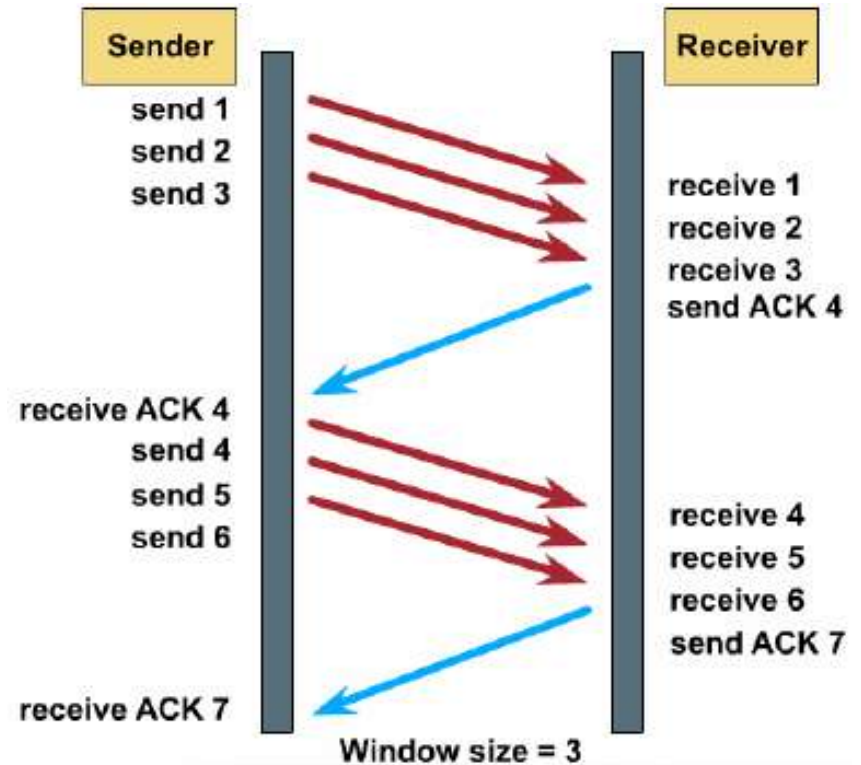 Sender
Receiver
send 1
send 2
send 3
receive 1
receive 2
receive 3
send ACK 4
receive ACK 4
send 4
send 5
send 6
receive 4
receive 5
receive 6
send ACK 7
receive ACK 7
Window size = 3